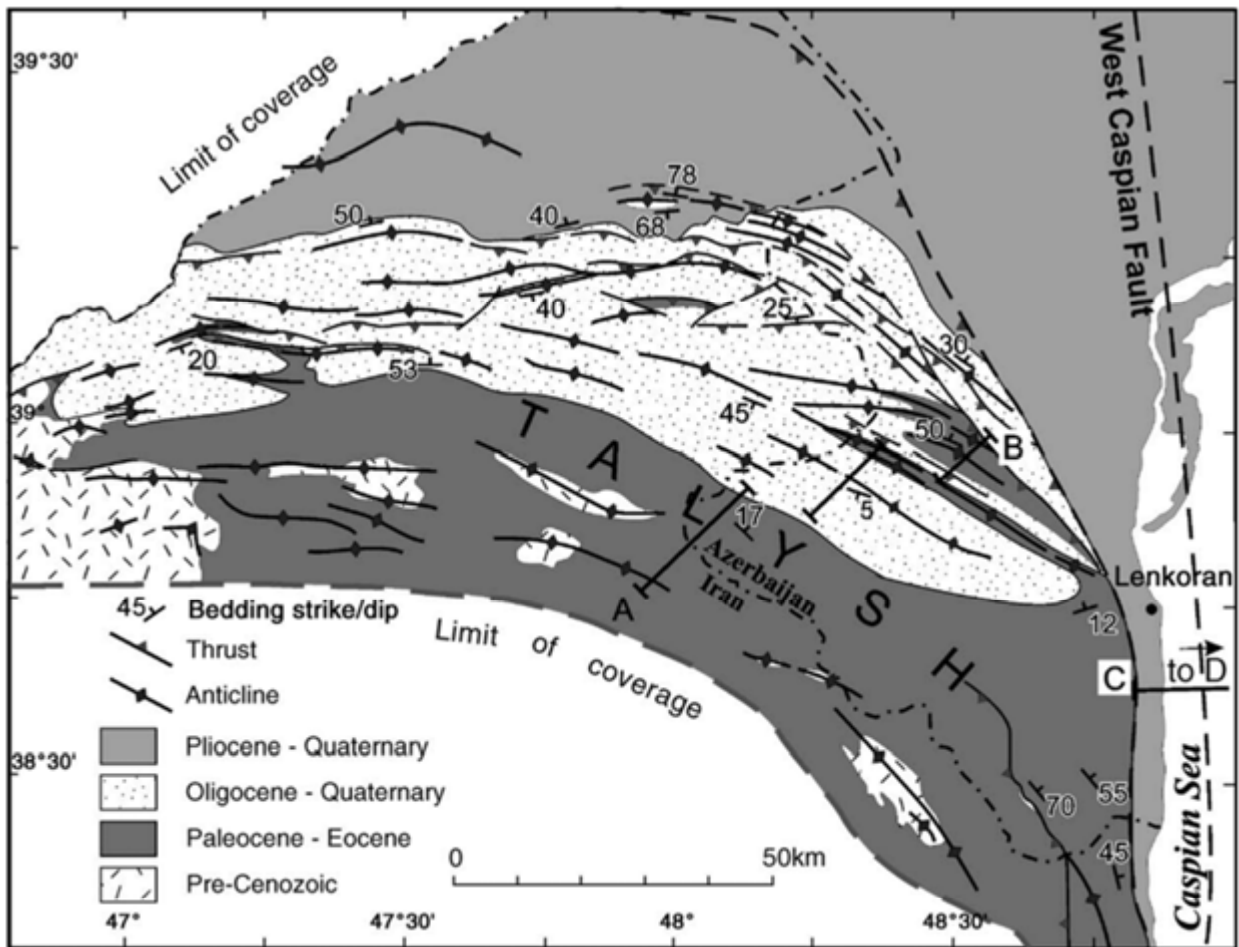 39°30'
Limit of coverage
West Caspian Fault
78
50
40
68
40
25
20
53
30
39°
45
50
B
T A L Y S H
17
5
Azerbaijan
Iran
A
Lenkoran
12
45 Bedding strike/dip
Thrust
Anticline
Limit of coverage
C
to D
Pliocene - Quaternary
38°30'
Oligocene - Quaternary
Paleocene - Eocene
Pre-Cenozoic
0 50km
70
55
45
Caspian Sea
47° 47°30' 48° 48°30'